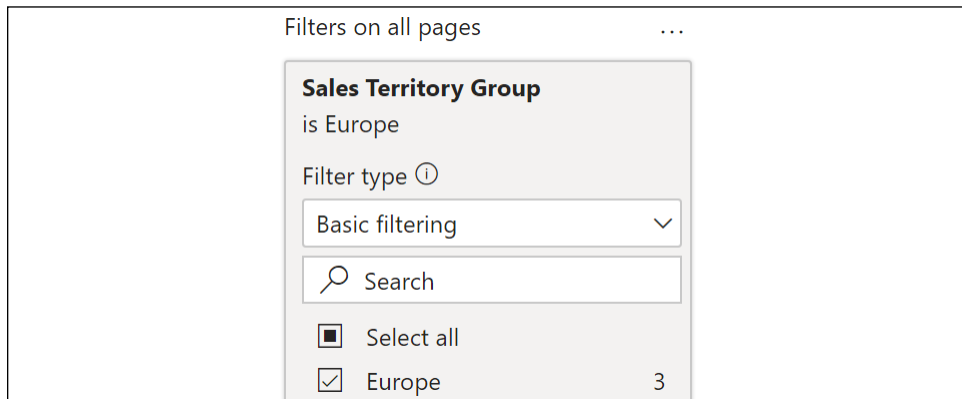 Filters on all pages ...
Sales Territory Group
is Europe
Filter type
Basic filtering
Search
Select all
Europe 3